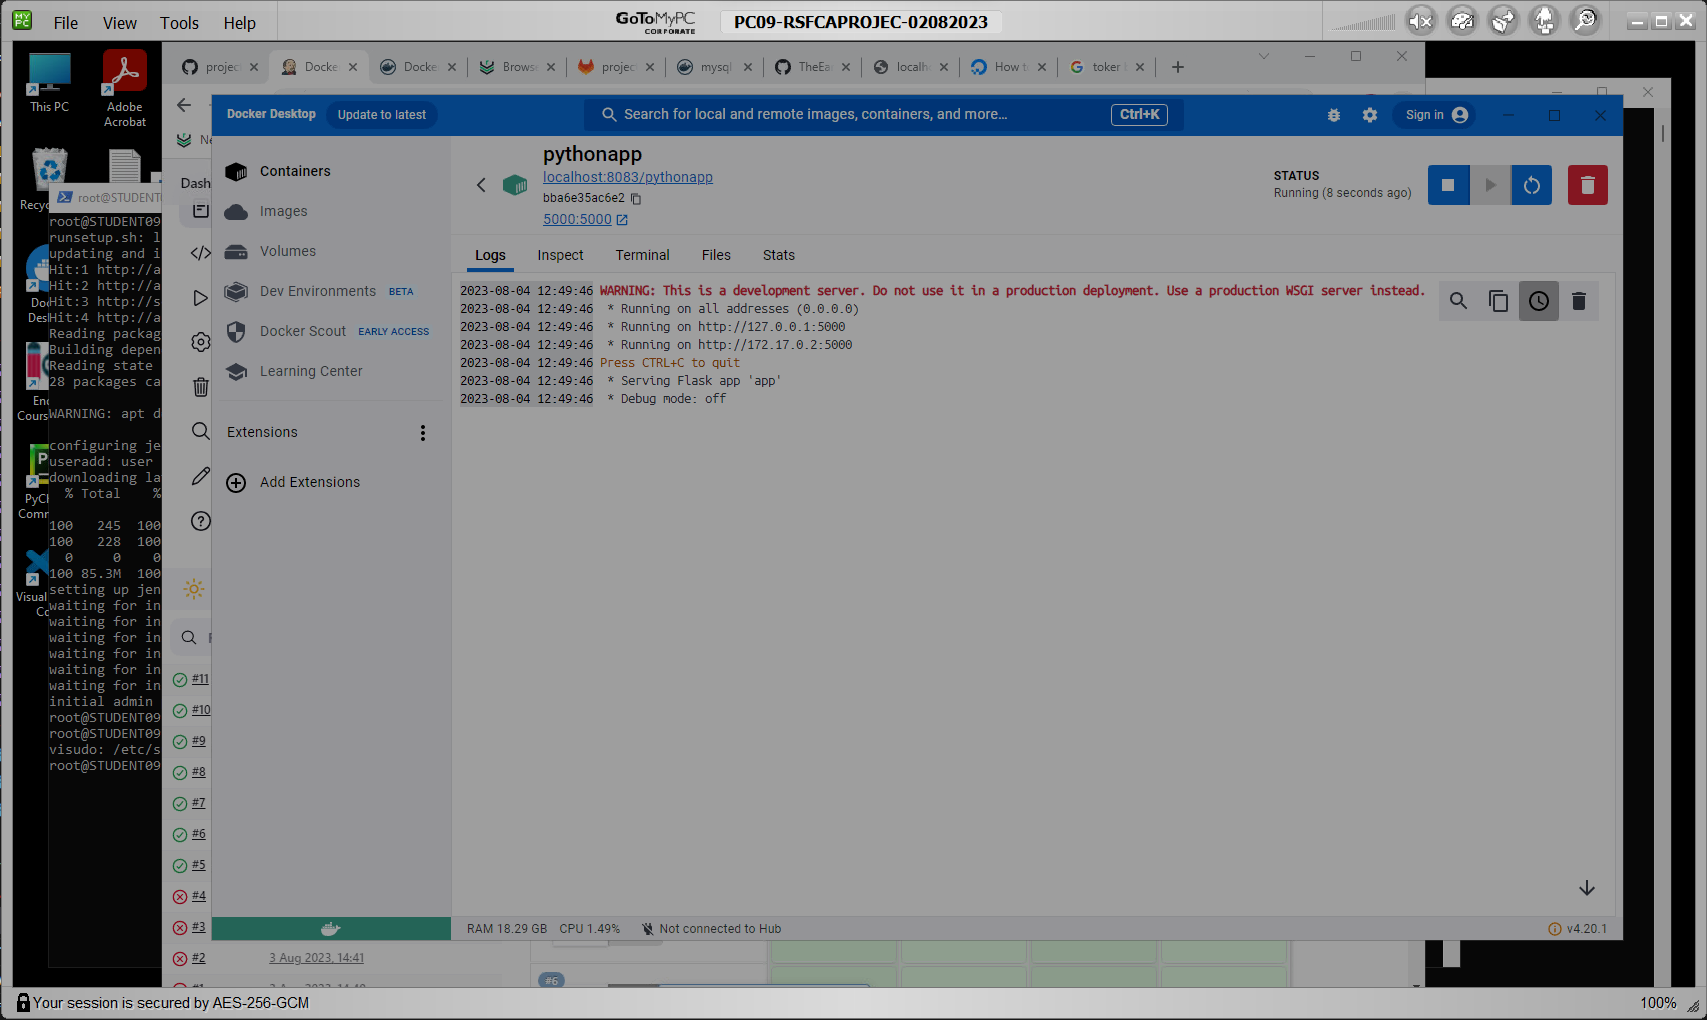 File View Tools Help
GoToMyPC
CORPORATE
PC09-RSFCAPROJEC-02082023
This PC
Adobe
Acrobat
projec
Docke
Docke
Brows
projec
mysql
TheEa
localh
How t
toker b
Docker Desktop
Update to latest
Search for local and remote images, containers, and more...
Ctrl+K
Sign in
Containers
Images
Volumes
Dev Environments BETA
Docker Scout EARLY ACCESS
Learning Center
Extensions
Add Extensions
pythonapp
localhost:8083/pythonapp
bba6e35ac6e2
5000:5000
STATUS
Running (8 seconds ago)
Logs Inspect Terminal Files Stats
2023-08-04 12:49:46 WARNING: This is a development server. Do not use it in a production deployment. Use a production WSGI server instead.
2023-08-04 12:49:46 * Running on all addresses (0.0.0.0)
2023-08-04 12:49:46 * Running on http://127.0.0.1:5000
2023-08-04 12:49:46 * Running on http://172.17.0.2:5000
2023-08-04 12:49:46 Press CTRL+C to quit
2023-08-04 12:49:46 * Serving Flask app 'app'
2023-08-04 12:49:46 * Debug mode: off
Dash
root@STUDENT09
root@STUDENT09
runsetup.sh: l
updating and i
Hit:1 http://a
Hit:2 http://a
Hit:3 http://s
Hit:4 http://a
Reading packag
Building depen
Reading state
28 packages ca
WARNING: apt d
configuring je
useradd: user
downloading la
% Total %
100 245 100
100 228 100
0 0 0
100 85.3M 100
setting up jen
waiting for in
waiting for in
waiting for in
waiting for in
waiting for in
waiting for in
initial admin
root@STUDENT09
root@STUDENT09
visudo: /etc/s
root@STUDENT09
#11
#10
#9
#8
#7
#6
#5
#4
#3
#2 3 Aug 2023, 14:41
#6
RAM 18.29 GB CPU 1.49% Not connected to Hub
v4.20.1
Your session is secured by AES-256-GCM
100%